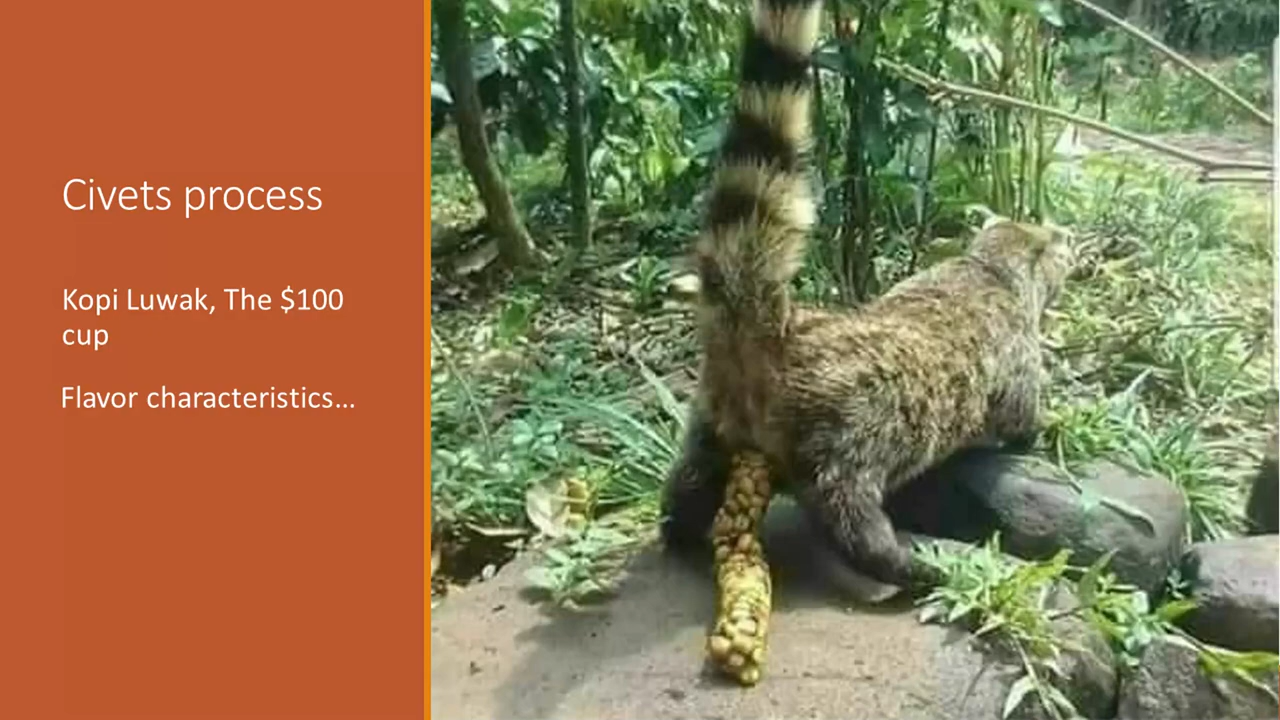 Civets process
Kopi Luwak, The $100
cup
Flavor characteristics…